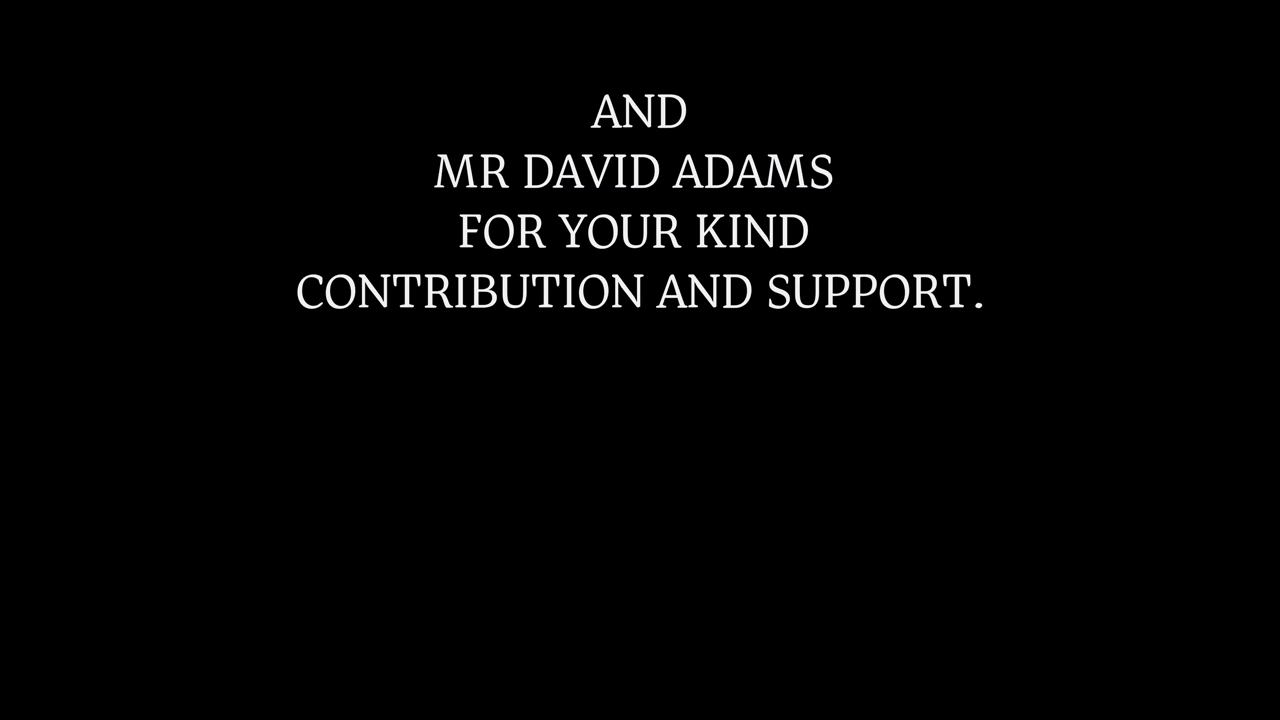 AND
MR DAVID ADAMS
FOR YOUR KIND
CONTRIBUTION AND SUPPORT.